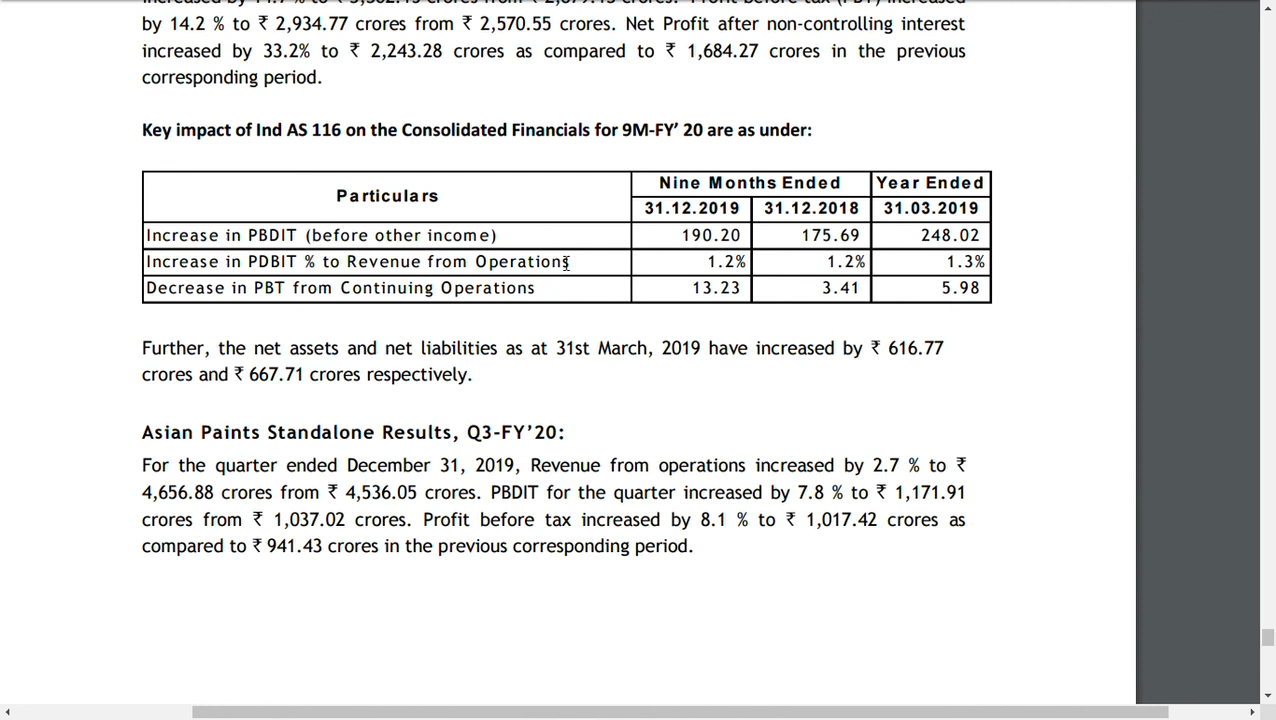 by 14.2 % to ₹ 2,934.77 crores from ₹ 2,570.55 crores. Net Profit after non-controlling interest
increased by 33.2% to ₹ 2,243.28 crores as compared to ₹ 1,684.27 crores in the previous
corresponding period.
Key impact of Ind AS 116 on the Consolidated Financials for 9M-FY’ 20 are as under:
Particulars Nine Months Ended Year Ended
31.12.2019 31.12.2018 31.03.2019
Increase in PBDIT (before other income) 190.20 175.69 248.02
Increase in PDBIT % to Revenue from Operations 1.2% 1.2% 1.3%
Decrease in PBT from Continuing Operations 13.23 3.41 5.98
Further, the net assets and net liabilities as at 31st March, 2019 have increased by ₹ 616.77
crores and ₹ 667.71 crores respectively.
Asian Paints Standalone Results, Q3-FY’20:
For the quarter ended December 31, 2019, Revenue from operations increased by 2.7 % to ₹
4,656.88 crores from ₹ 4,536.05 crores. PBDIT for the quarter increased by 7.8 % to ₹ 1,171.91
crores from ₹ 1,037.02 crores. Profit before tax increased by 8.1 % to ₹ 1,017.42 crores as
compared to ₹ 941.43 crores in the previous corresponding period.